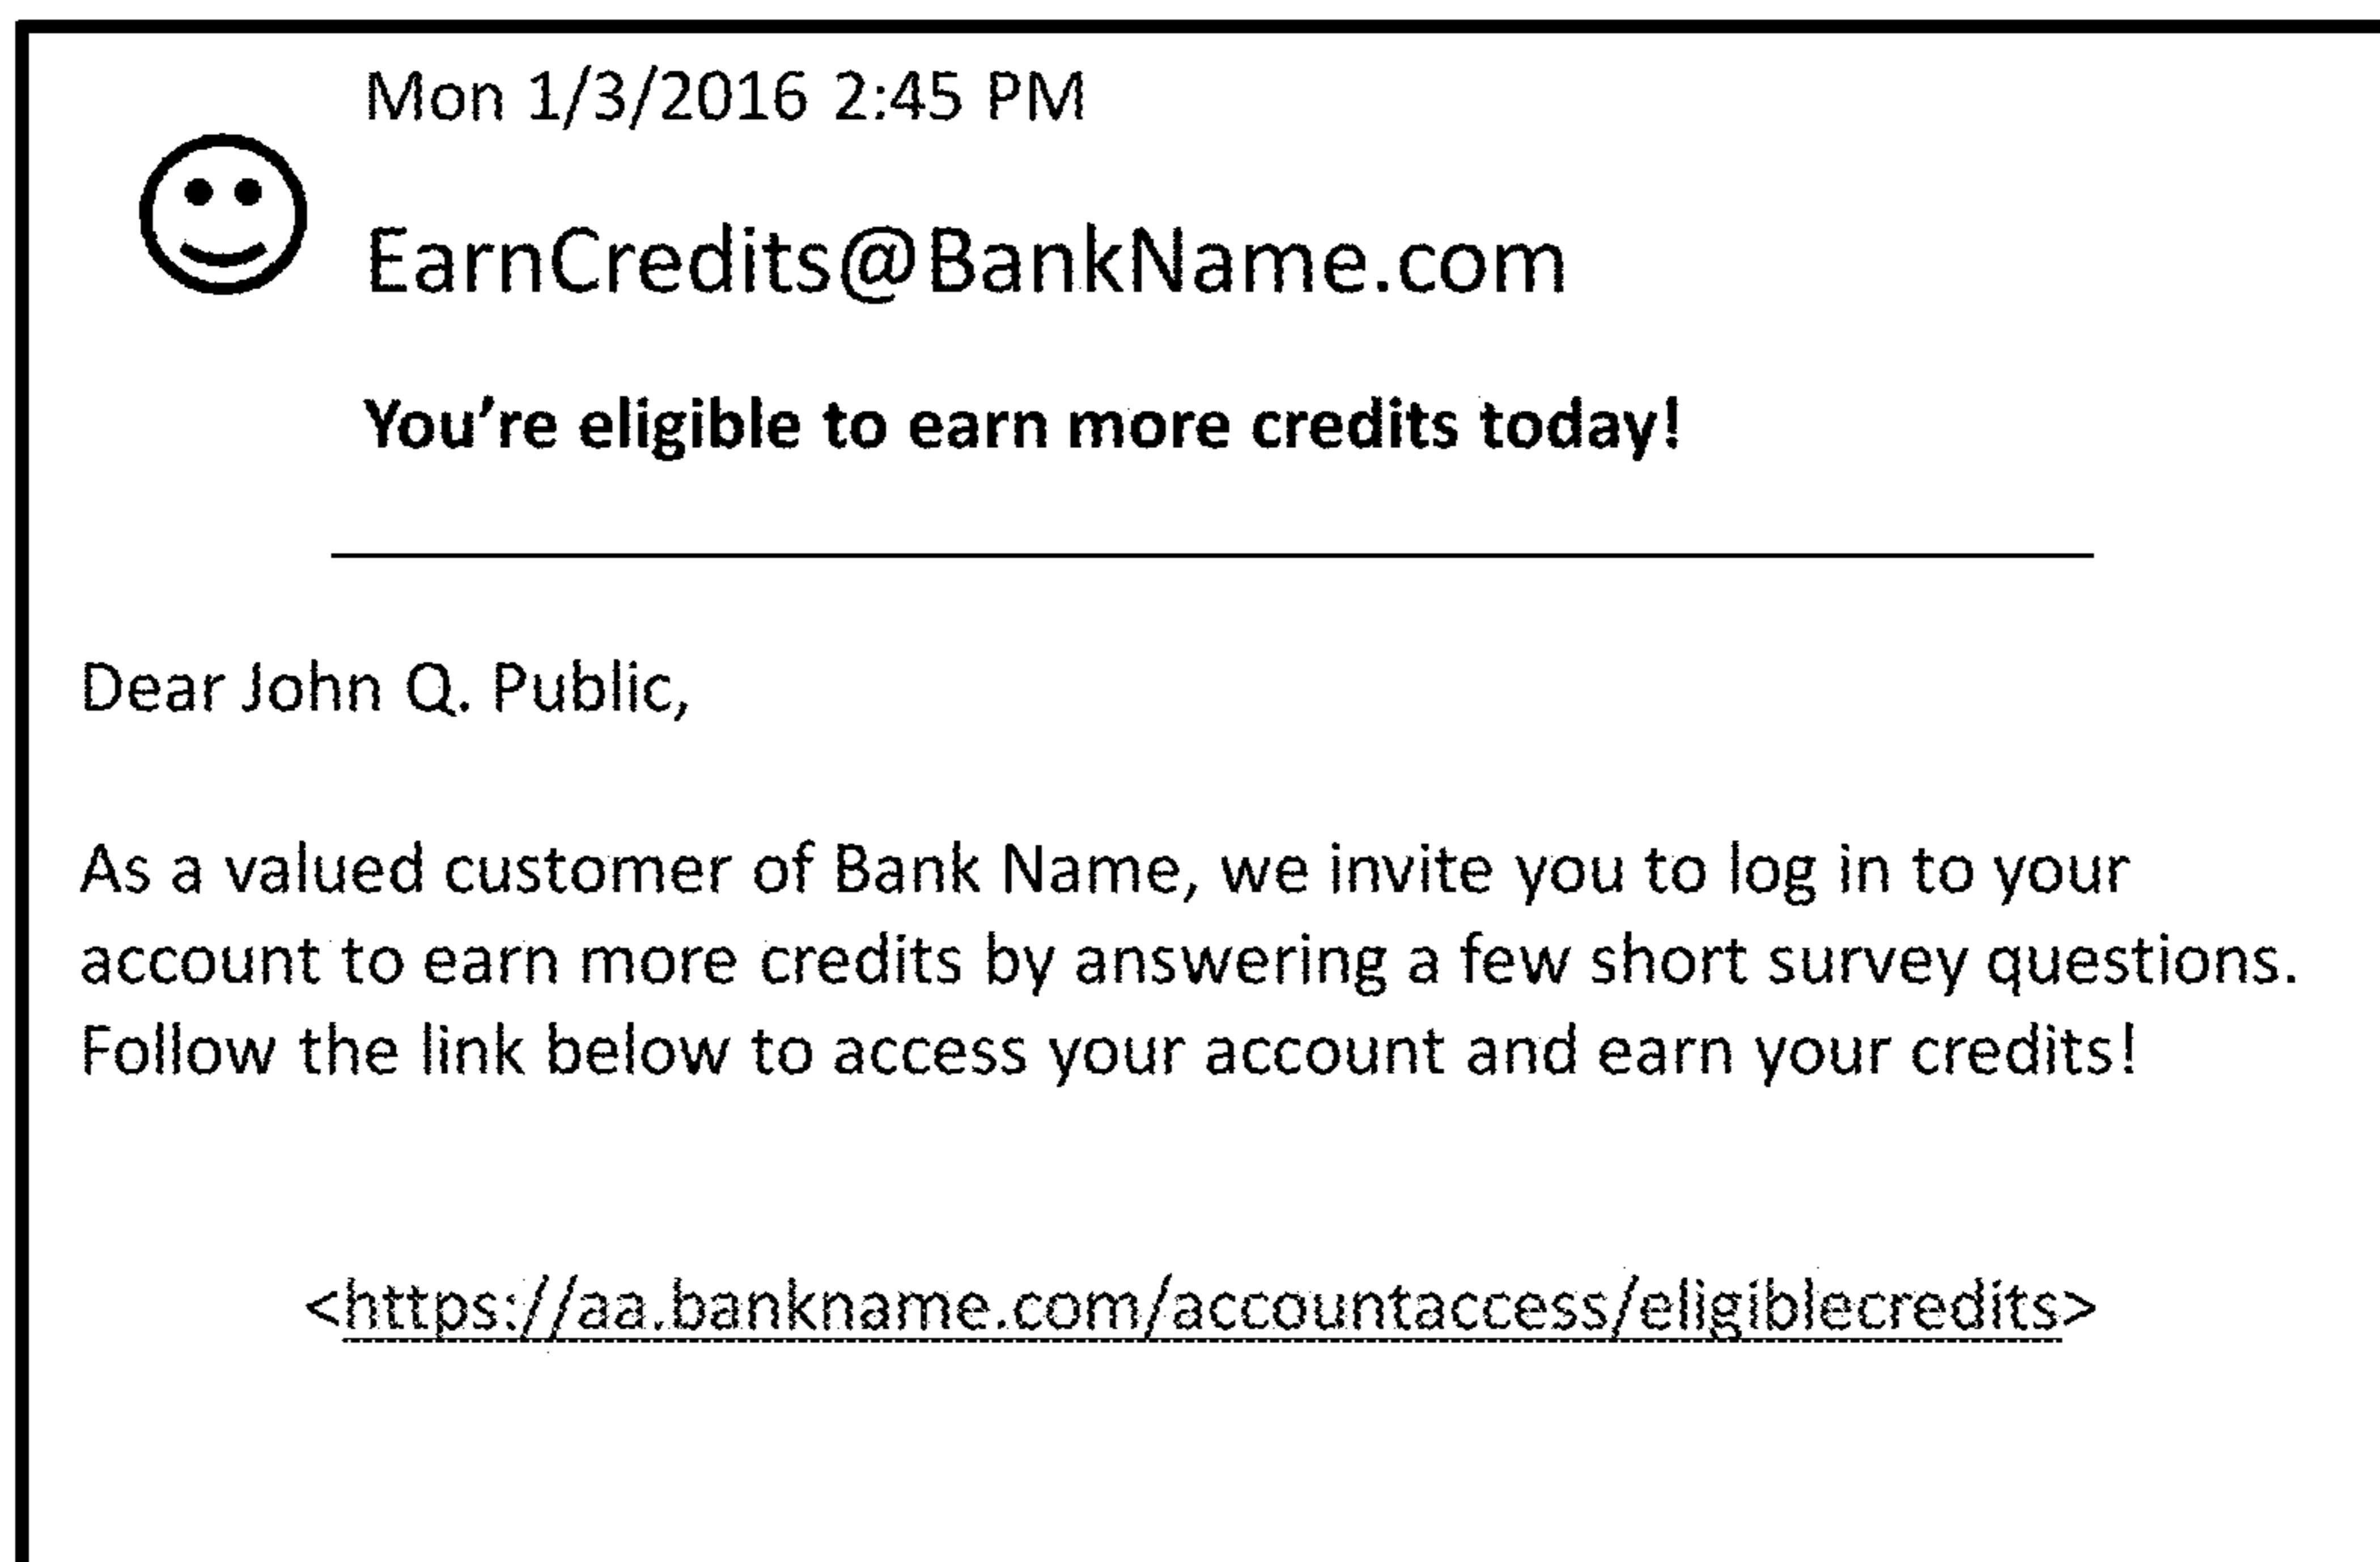 Mon 1/3/2016 2:45 PM
EarnCredits@BankName.com
You're eligible to earn more credits today!
Dear John Q. Public,
As a valued customer of Bank Name, we invite you to log in to your
account to earn more credits by answering a few short survey questions.
Follow the link below to access your account and earn your credits!
<https://aa.bankname.com/accountaccess/eligiblecredits>